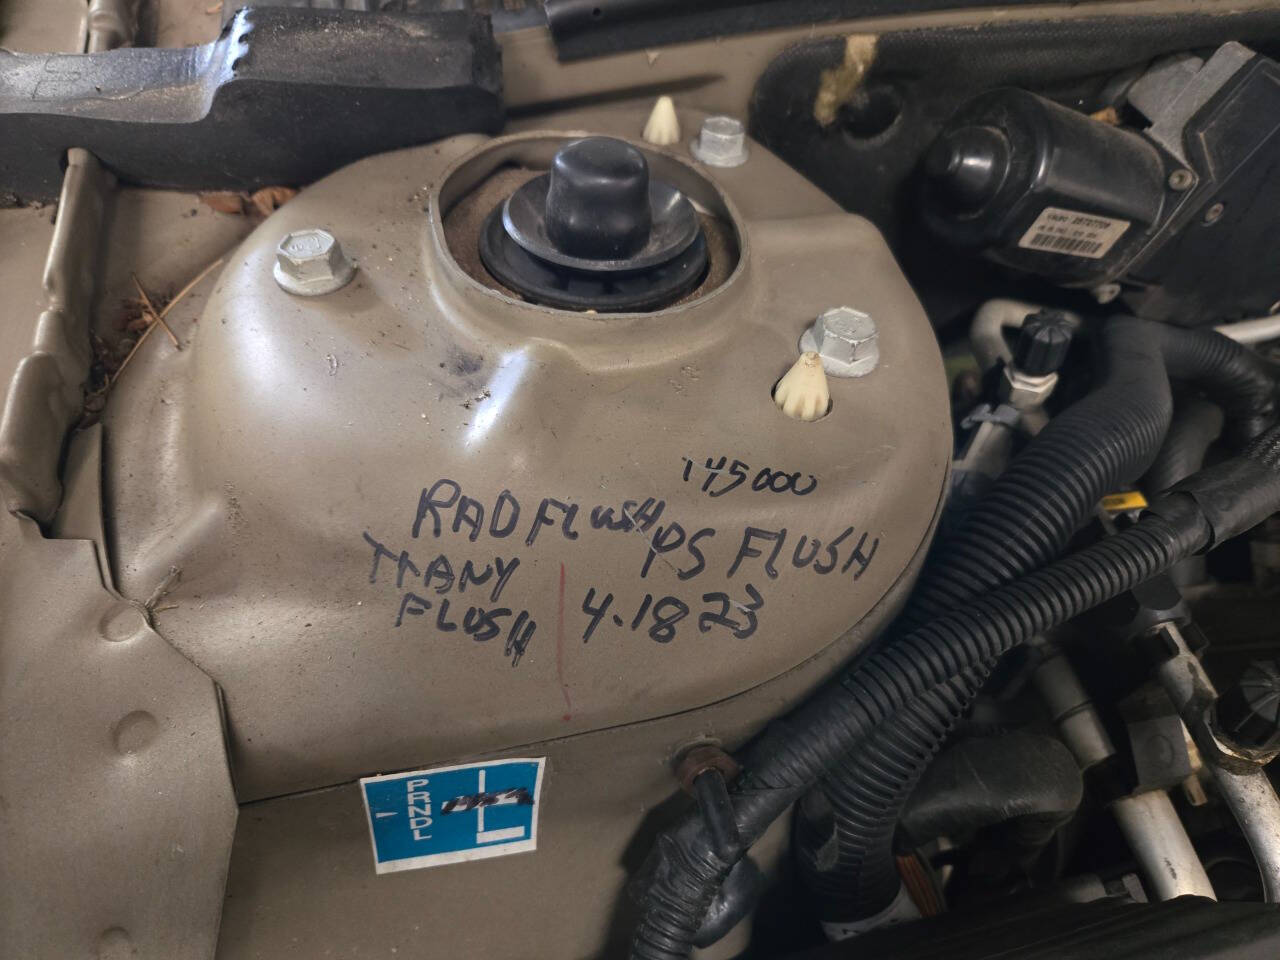 145000
RAD FLUSH
PS FLUSH
TRANY
FLUSH
4.18 23
PRNDL